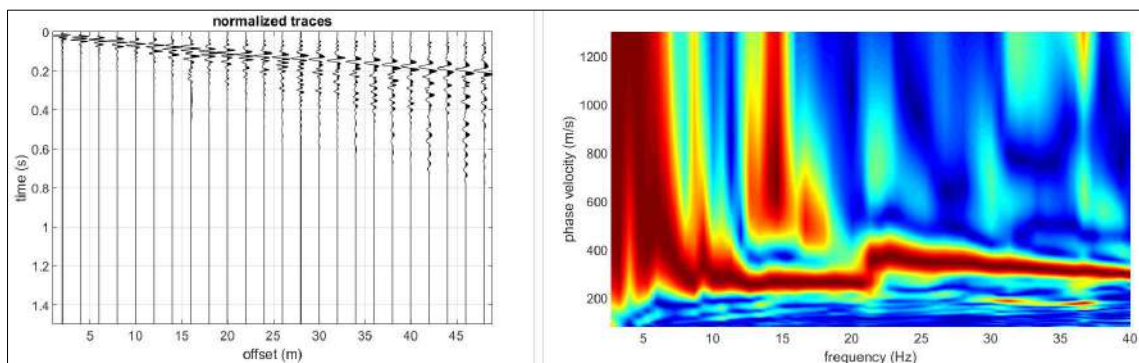 normalized traces
0
0.2
0.4
0.6
0.8
1
1.2
1.4
time (s)
5 10 15 20 25 30 35 40 45
offset (m)
1200
1000
800
600
400
200
phase velocity (m/s)
5 10 15 20 25 30 35 40
frequency (Hz)